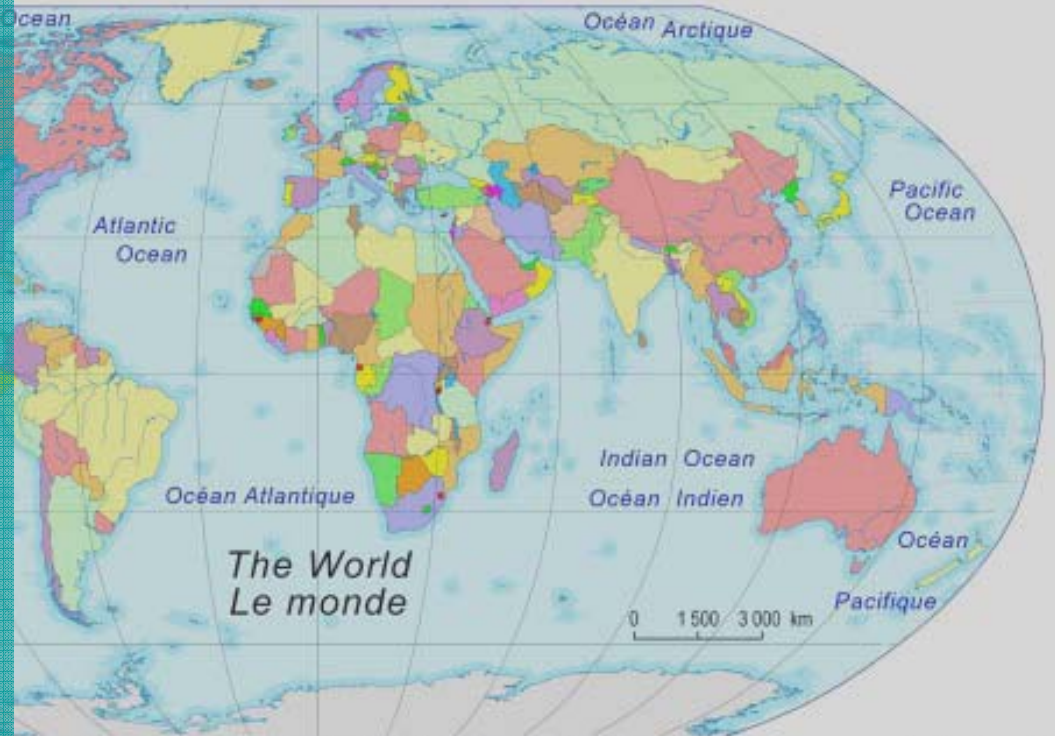 Ocean
Océan Arctique
Pacific
Ocean
Atlantic
Ocean
Indian Ocean
Océan Atlantique
Océan Indien
Océan
Pacifique
The World
Le monde
0 1 500 3 000 km